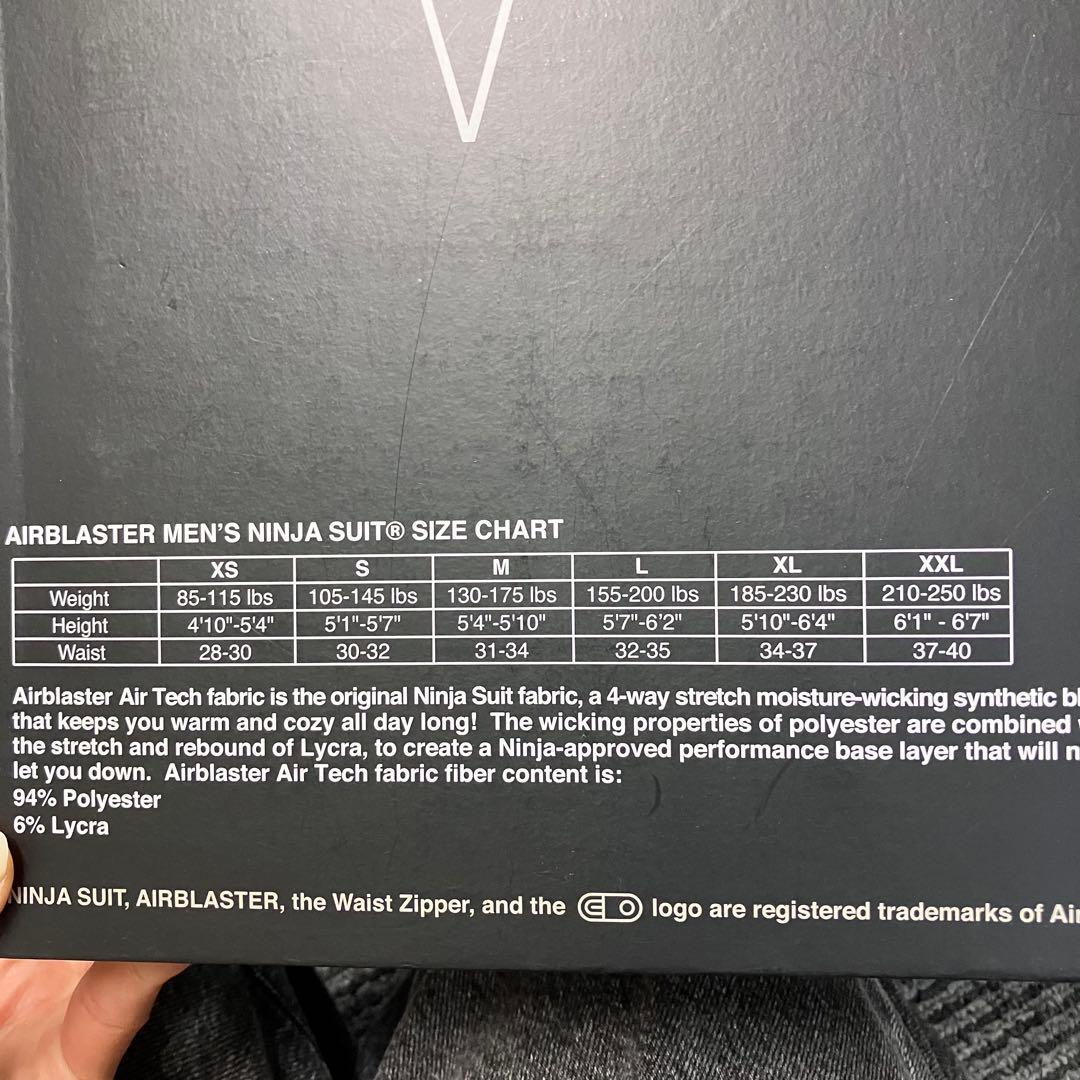 AIRBLASTER MEN'S NINJA SUIT® SIZE CHART
XS S M L XL XXL
Weight 85-115 lbs 105-145 lbs 130-175 lbs 155-200 lbs 185-230 lbs 210-250 lbs
Height 4'10"-5'4" 5'1"-5'7" 5'4"-5'10" 5'7"-6'2" 5'10"-6'4" 6'1" - 6'7"
Waist 28-30 30-32 31-34 32-35 34-37 37-40
Airblaster Air Tech fabric is the original Ninja Suit fabric, a 4-way stretch moisture-wicking synthetic
that keeps you warm and cozy all day long! The wicking properties of polyester are combined
the stretch and rebound of Lycra, to create a Ninja-approved performance base layer that will
let you down. Airblaster Air Tech fabric fiber content is:
94% Polyester
6% Lycra
NINJA SUIT, AIRBLASTER, the Waist Zipper, and the logo are registered trademarks of